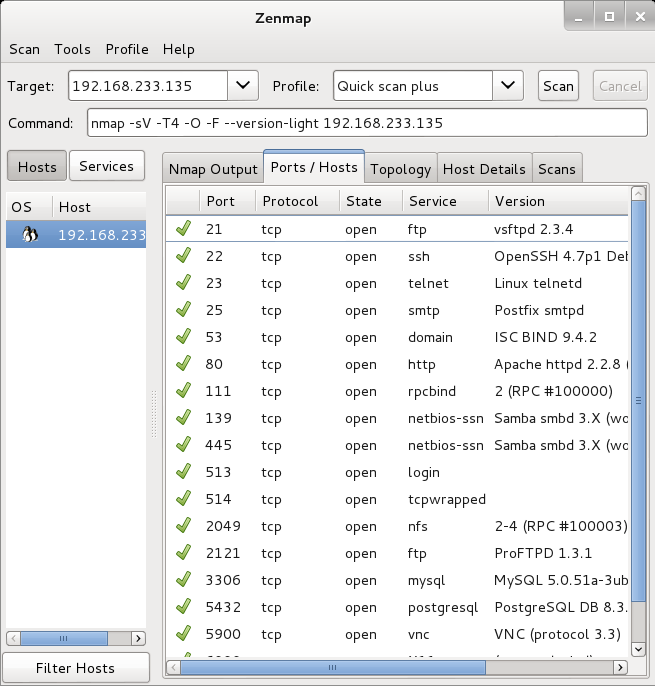 Zenmap
Scan Tools Profile Help
Target: 192.168.233.135 Profile: Quick scan plus Scan Cancel
Command: nmap -sV -T4 -O -F --version-light 192.168.233.135
Hosts Services Nmap Output Ports / Hosts Topology Host Details Scans
OS Host Port Protocol State Service Version
192.168.233 21 tcp open ftp vsftpd 2.3.4
22 tcp open ssh OpenSSH 4.7p1 Deb
23 tcp open telnet Linux telnetd
25 tcp open smtp Postfix smtpd
53 tcp open domain ISC BIND 9.4.2
80 tcp open http Apache httpd 2.2.8 (
111 tcp open rpcbind 2 (RPC #100000)
139 tcp open netbios-ssn Samba smbd 3.X (wo
445 tcp open netbios-ssn Samba smbd 3.X (wo
513 tcp open login
514 tcp open tcpwrapped
2049 tcp open nfs 2-4 (RPC #100003)
2121 tcp open ftp ProFTPD 1.3.1
3306 tcp open mysql MySQL 5.0.51a-3ub
5432 tcp open postgresql PostgreSQL DB 8.3.
5900 tcp open vnc VNC (protocol 3.3)
Filter Hosts